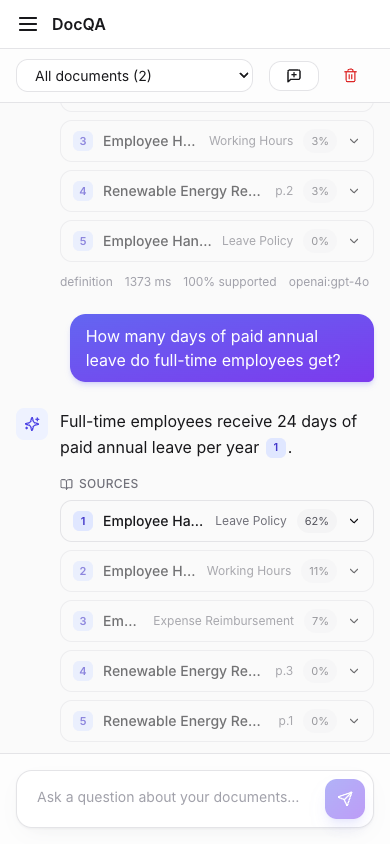 DocQA
All documents (2)
3 Employee H... Working Hours 3%
4 Renewable Energy Re... p.2 3%
5 Employee Han... Leave Policy 0%
definition 1373 ms 100% supported openai:gpt-4o
How many days of paid annual
leave do full-time employees get?
Full-time employees receive 24 days of
paid annual leave per year 1.
SOURCES
1 Employee Ha... Leave Policy 62%
2 Employee H... Working Hours 11%
3 Em... Expense Reimbursement 7%
4 Renewable Energy Re... p.3 0%
5 Renewable Energy Re... p.1 0%
Ask a question about your documents...